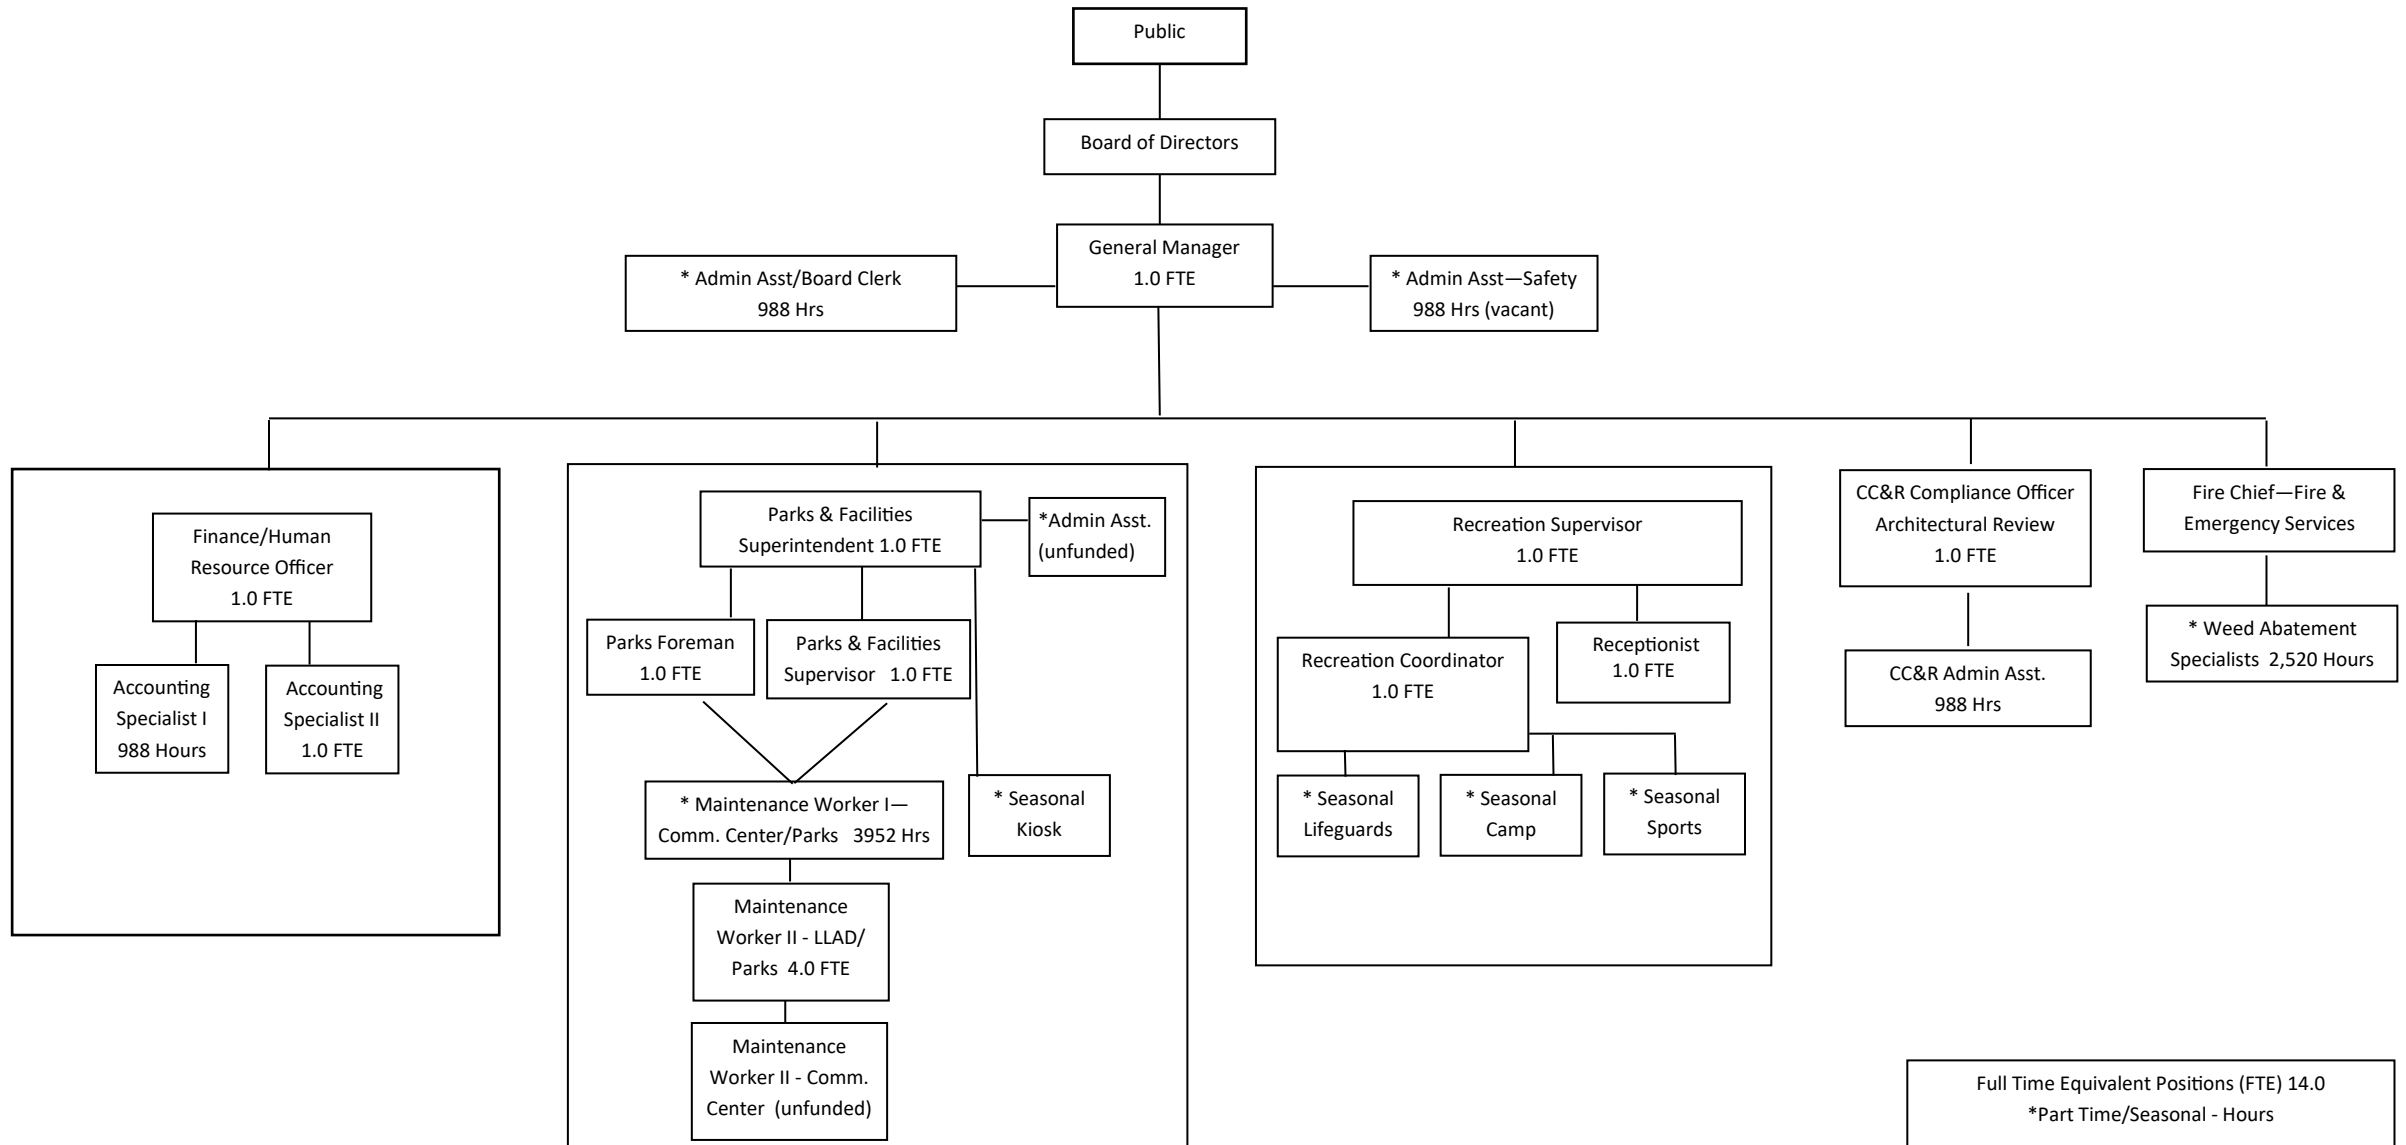 Public
Board of Directors
General Manager
1.0 FTE
* Admin Asst/Board Clerk
988 Hrs
* Admin Asst—Safety
988 Hrs (vacant)
Finance/Human
Resource Officer
1.0 FTE
Accounting
Specialist I
988 Hours
Accounting
Specialist II
1.0 FTE
Parks & Facilities
Superintendent 1.0 FTE
*Admin Asst.
(unfunded)
Parks Foreman
1.0 FTE
Parks & Facilities
Supervisor 1.0 FTE
* Maintenance Worker I—
Comm. Center/Parks 3952 Hrs
* Seasonal
Kiosk
Maintenance
Worker II - LLAD/
Parks 4.0 FTE
Maintenance
Worker II - Comm.
Center (unfunded)
Recreation Supervisor
1.0 FTE
Recreation Coordinator
1.0 FTE
Receptionist
1.0 FTE
* Seasonal
Lifeguards
* Seasonal
Camp
* Seasonal
Sports
CC&R Compliance Officer
Architectural Review
1.0 FTE
CC&R Admin Asst.
988 Hrs
Fire Chief—Fire &
Emergency Services
* Weed Abatement
Specialists 2,520 Hours
Full Time Equivalent Positions (FTE) 14.0
*Part Time/Seasonal - Hours